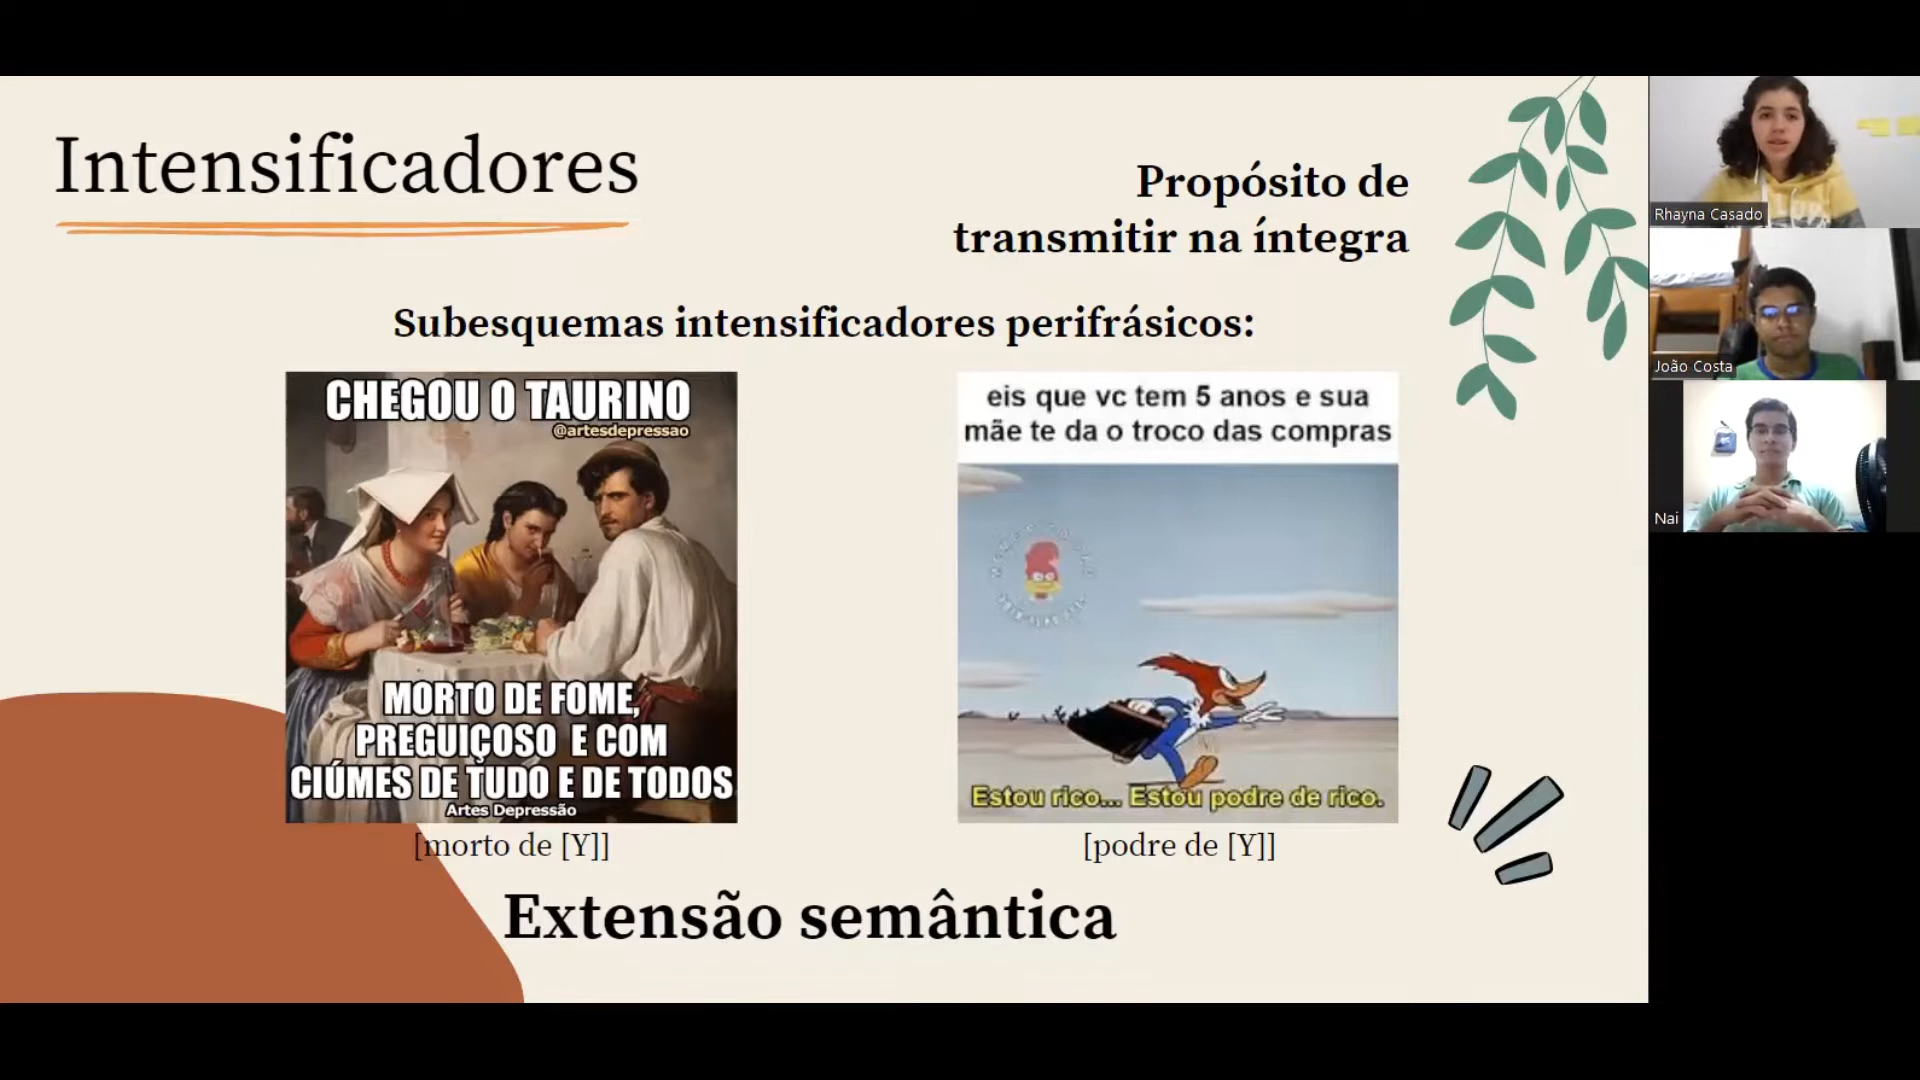 Intensificadores
Propósito de
transmitir na íntegra
Subesquemas intensificadores perifrásicos:
CHEGOU O TAURINO
@artesdepressao
MORTO DE FOME,
PREGUIÇOSO E COM
CIÚMES DE TUDO E DE TODOS
Artes Depressão
[morto de [Y]]
eis que vc tem 5 anos e sua
mãe te da o troco das compras
Estou rico... Estou podre de rico.
[podre de [Y]]
Extensão semântica
Rhayna Casado
João Costa
Nai